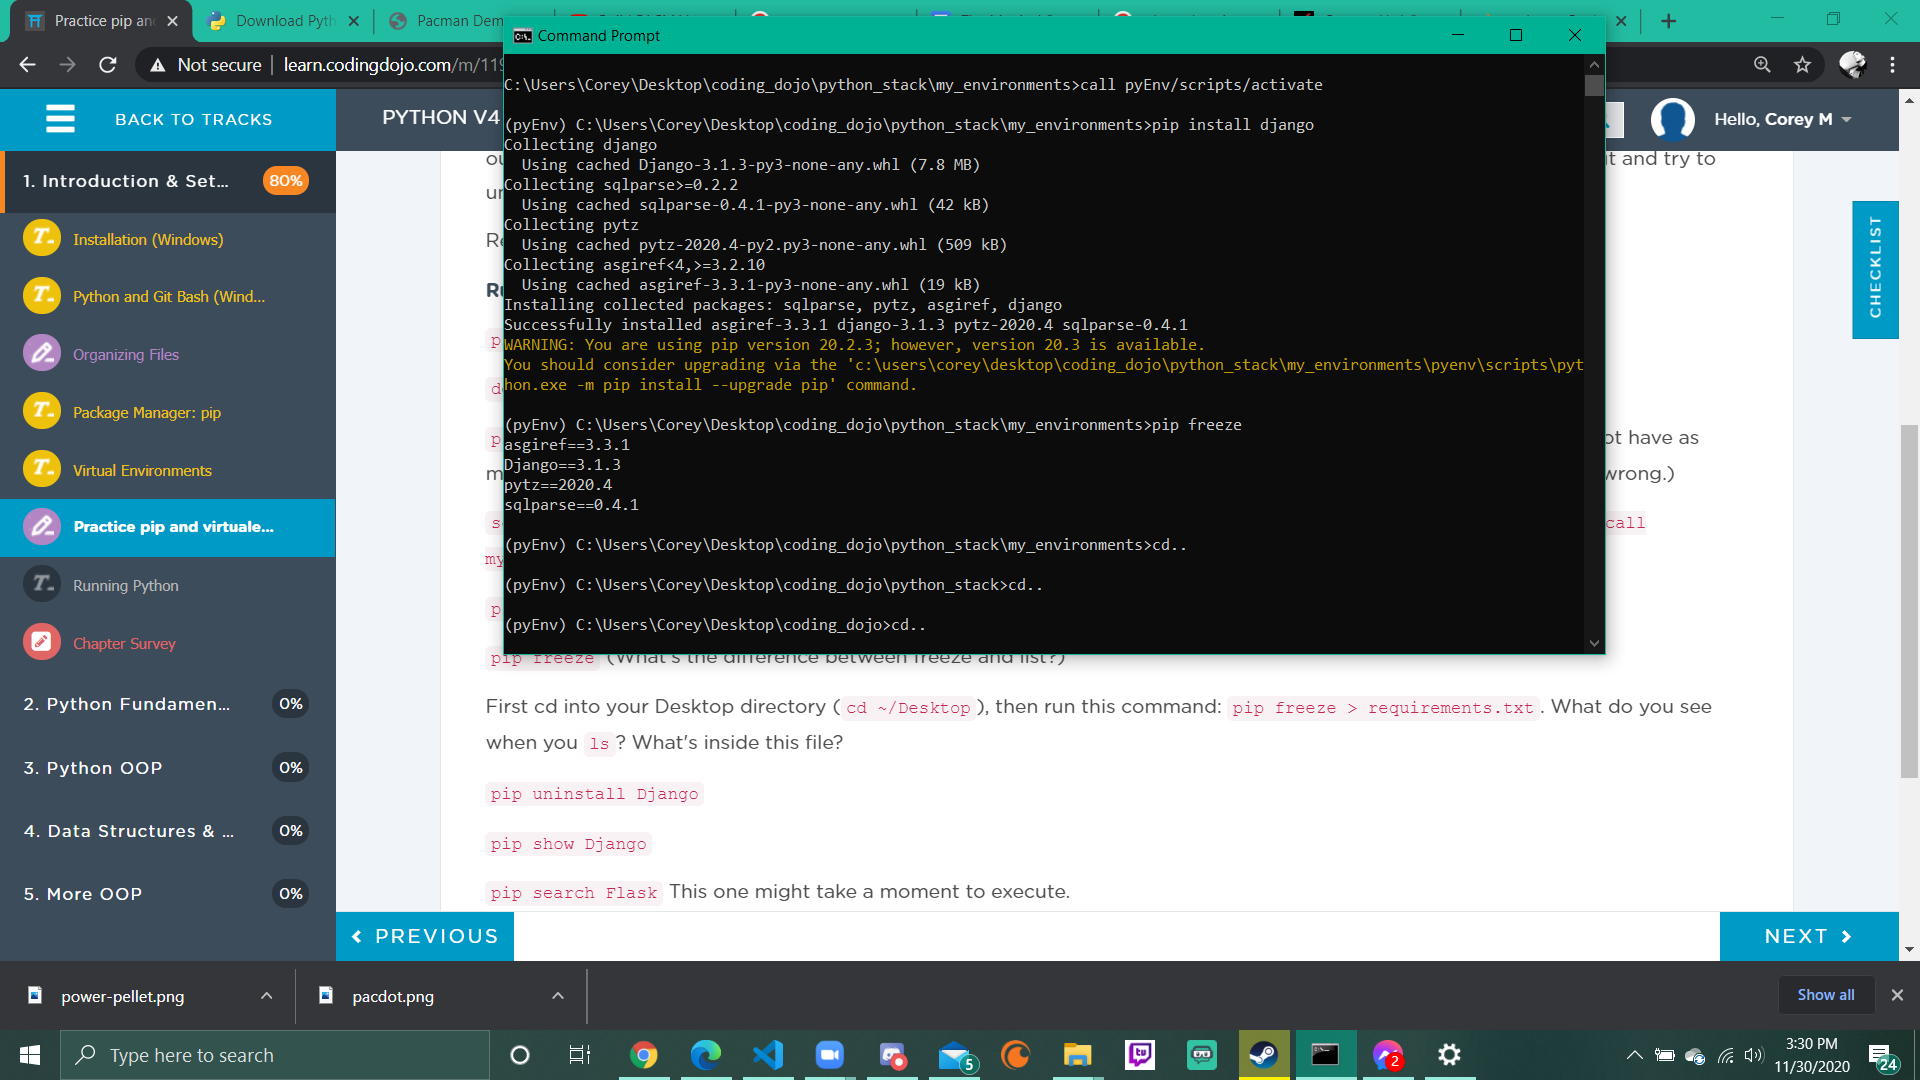 Practice pip an
Download Pyth
Pacman Dem
Not secure
learn.codingdojo.com/m/119
Command Prompt
BACK TO TRACKS
PYTHON V4
Hello, Corey M
1. Introduction & Set...
80%
Installation (Windows)
Python and Git Bash (Wind...
Organizing Files
Package Manager: pip
Virtual Environments
Practice pip and virtuale...
Running Python
Chapter Survey
2. Python Fundamen...
0%
3. Python OOP
0%
4. Data Structures & ...
0%
5. More OOP
0%
C:\Users\Corey\Desktop\coding_dojo\python_stack\my_environments>call pyEnv/scripts/activate
(pyEnv) C:\Users\Corey\Desktop\coding_dojo\python_stack\my_environments>pip install django
Collecting django
Using cached Django-3.1.3-py3-none-any.whl (7.8 MB)
Collecting sqlparse>=0.2.2
Using cached sqlparse-0.4.1-py3-none-any.whl (42 kB)
Collecting pytz
Using cached pytz-2020.4-py2.py3-none-any.whl (509 kB)
Collecting asgiref<4,>=3.2.10
Using cached asgiref-3.3.1-py3-none-any.whl (19 kB)
Installing collected packages: sqlparse, pytz, asgiref, django
Successfully installed asgiref-3.3.1 django-3.1.3 pytz-2020.4 sqlparse-0.4.1
WARNING: You are using pip version 20.2.3; however, version 20.3 is available.
You should consider upgrading via the 'c:\users\corey\desktop\coding_dojo\python_stack\my_environments\pyenv\scripts\pyt
hon.exe -m pip install --upgrade pip' command.
(pyEnv) C:\Users\Corey\Desktop\coding_dojo\python_stack\my_environments>pip freeze
asgiref==3.3.1
Django==3.1.3
pytz==2020.4
sqlparse==0.4.1
(pyEnv) C:\Users\Corey\Desktop\coding_dojo\python_stack\my_environments>cd..
(pyEnv) C:\Users\Corey\Desktop\coding_dojo\python_stack>cd..
(pyEnv) C:\Users\Corey\Desktop\coding_dojo>cd..
t and try to
ot have as
wrong.)
call
my
pip freeze (What's the difference between freeze and list?)
First cd into your Desktop directory (cd ~/Desktop), then run this command: pip freeze > requirements.txt. What do you see
when you ls? What's inside this file?
pip uninstall Django
pip show Django
pip search Flask This one might take a moment to execute.
CHECKLIST
PREVIOUS
NEXT
power-pellet.png
pacdot.png
Show all
Type here to search
5
2
3:30 PM
11/30/2020
24